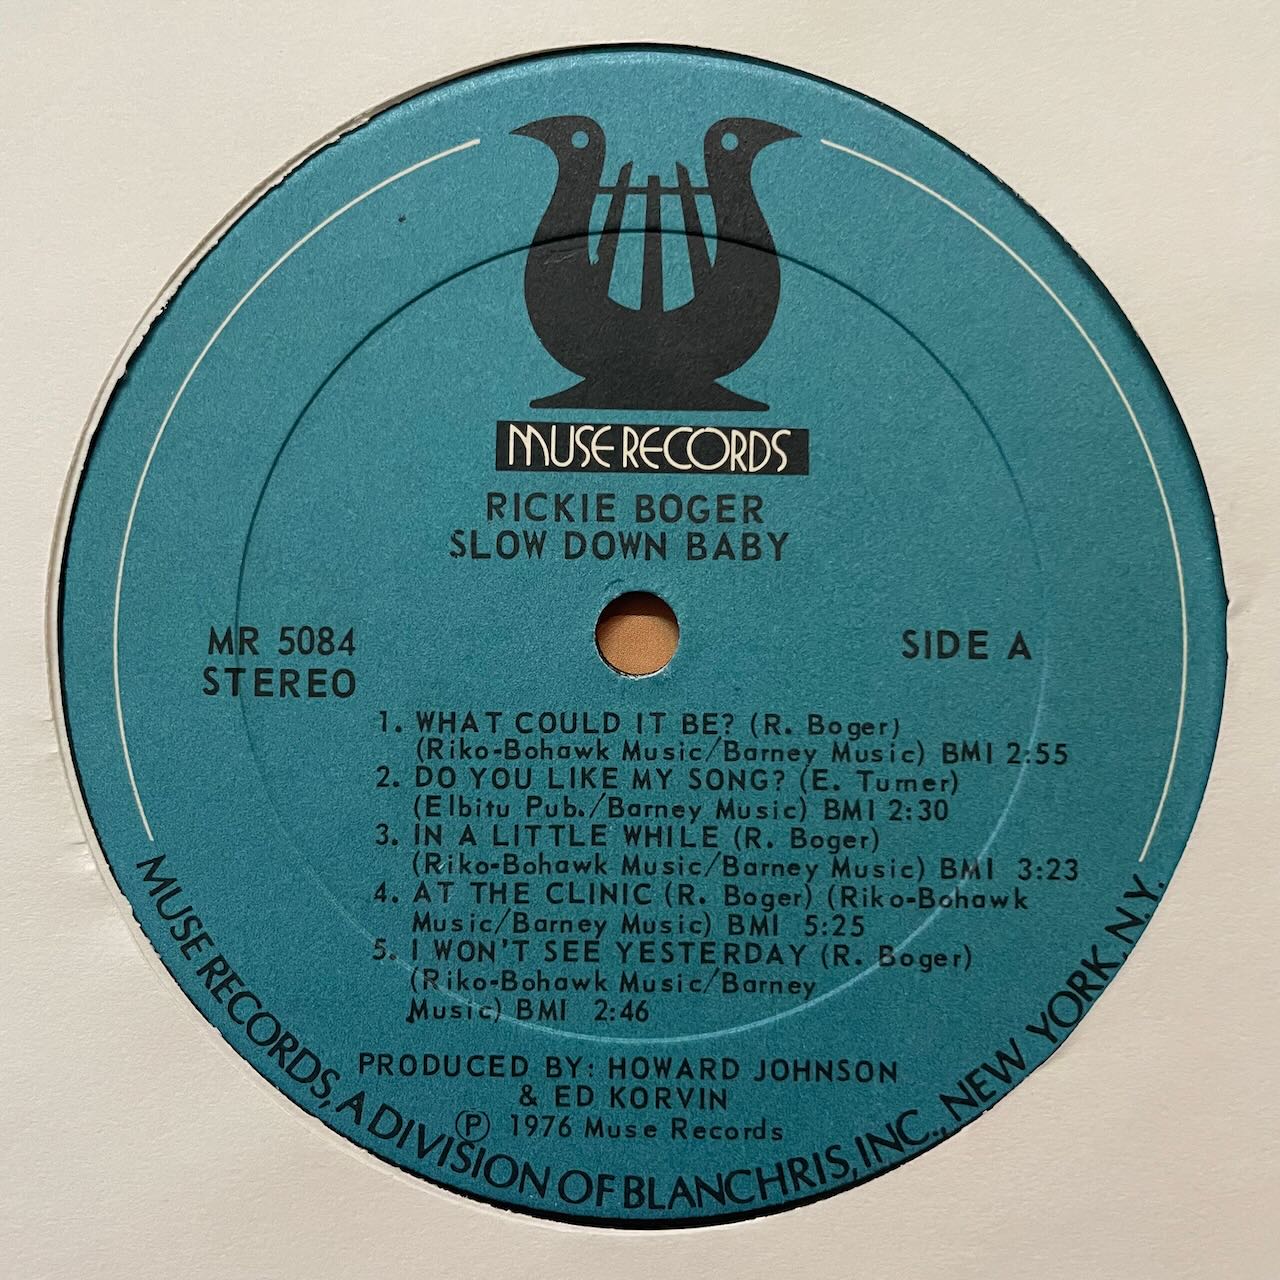 MUSE RECORDS
RICKIE BOGER
SLOW DOWN BABY
MR 5084
STEREO
SIDE A
1. WHAT COULD IT BE? (R. Boger)
(Riko-Bohawk Music/Barney Music) BMI 2:55
2. DO YOU LIKE MY SONG? (E. Turner)
(Elbitu Pub./Barney Music) BMI 2:30
3. IN A LITTLE WHILE (R. Boger)
(Riko-Bohawk Music/Barney Music) BMI 3:23
4. AT THE CLINIC (R. Boger) (Riko-Bohawk
Music/Barney Music) BMI 5:25
5. I WON'T SEE YESTERDAY (R. Boger)
(Riko-Bohawk Music/Barney
Music) BMI 2:46
PRODUCED BY: HOWARD JOHNSON
& ED KORVIN
Ⓟ 1976 Muse Records
MUSE RECORDS, A DIVISION OF BLANCHRIS, INC., NEW YORK, N.Y.